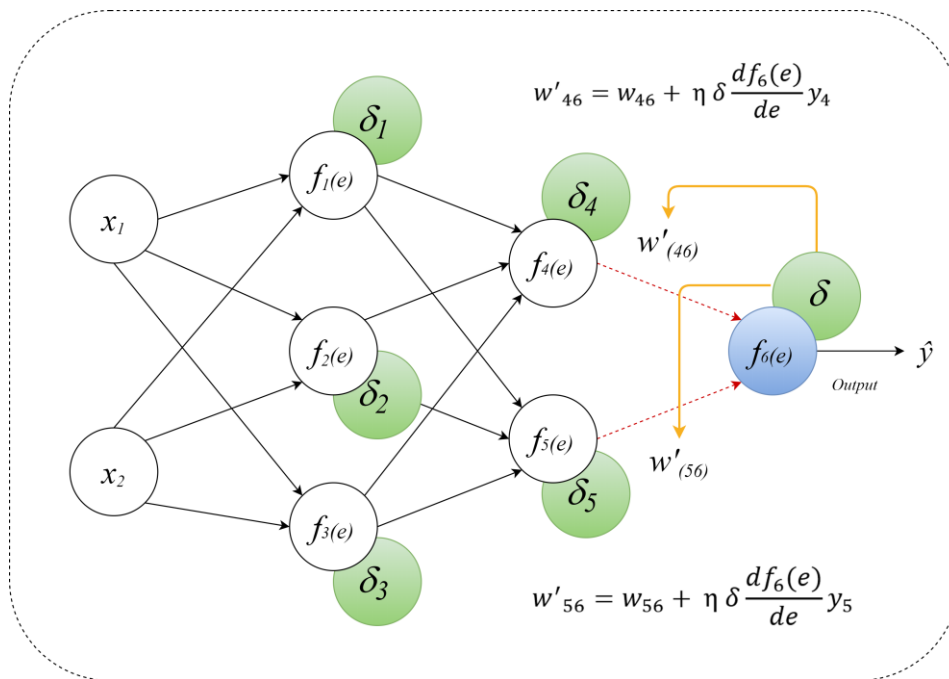 w'₄₆ = w₄₆ + η δ df₆(e)/de y₄
δ₁
f₁(e)
x₁
δ₄
f₄(e)
w'(46)
δ
f₂(e)
f₆(e)
ŷ
Output
δ₂
f₅(e)
w'(56)
x₂
δ₅
f₃(e)
δ₃
w'₅₆ = w₅₆ + η δ df₆(e)/de y₅